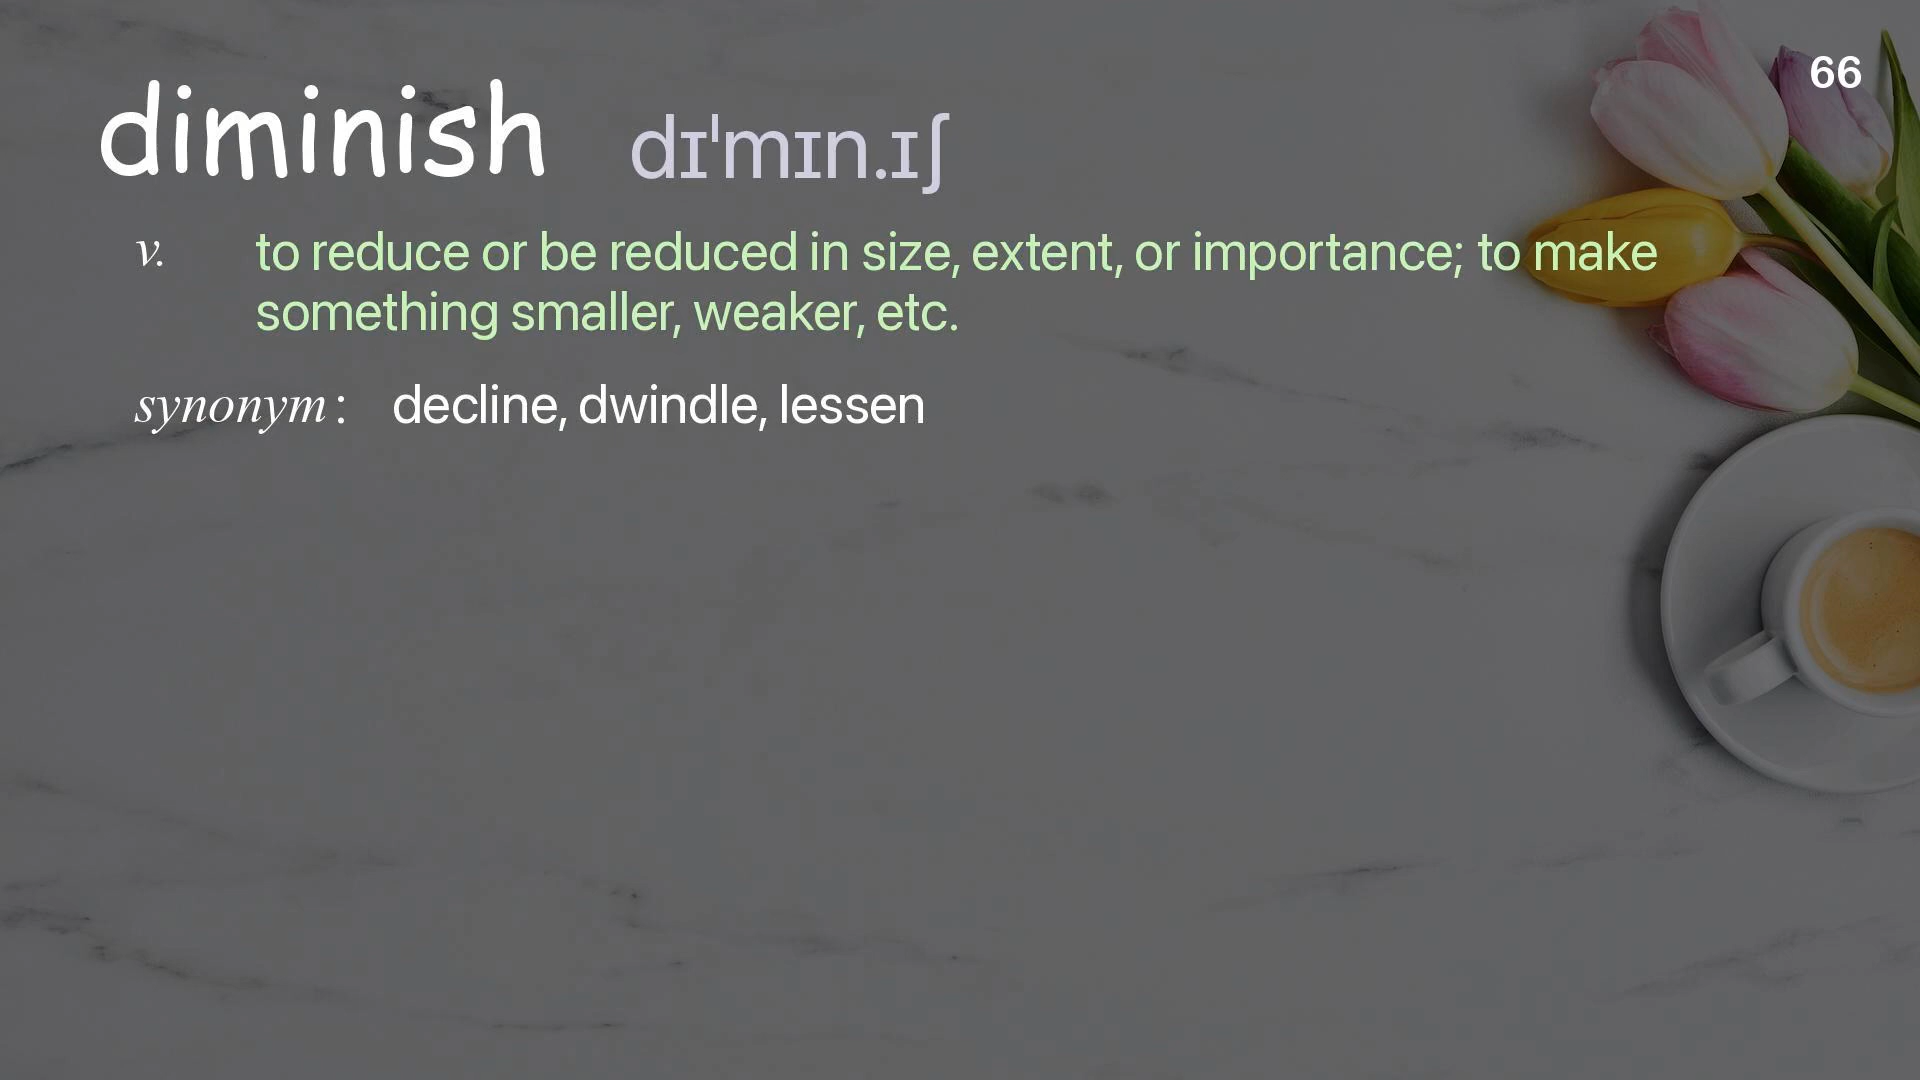 66
diminish dɪˈmɪn.ɪʃ
v. to reduce or be reduced in size, extent, or importance; to make
something smaller, weaker, etc.
synonym : decline, dwindle, lessen